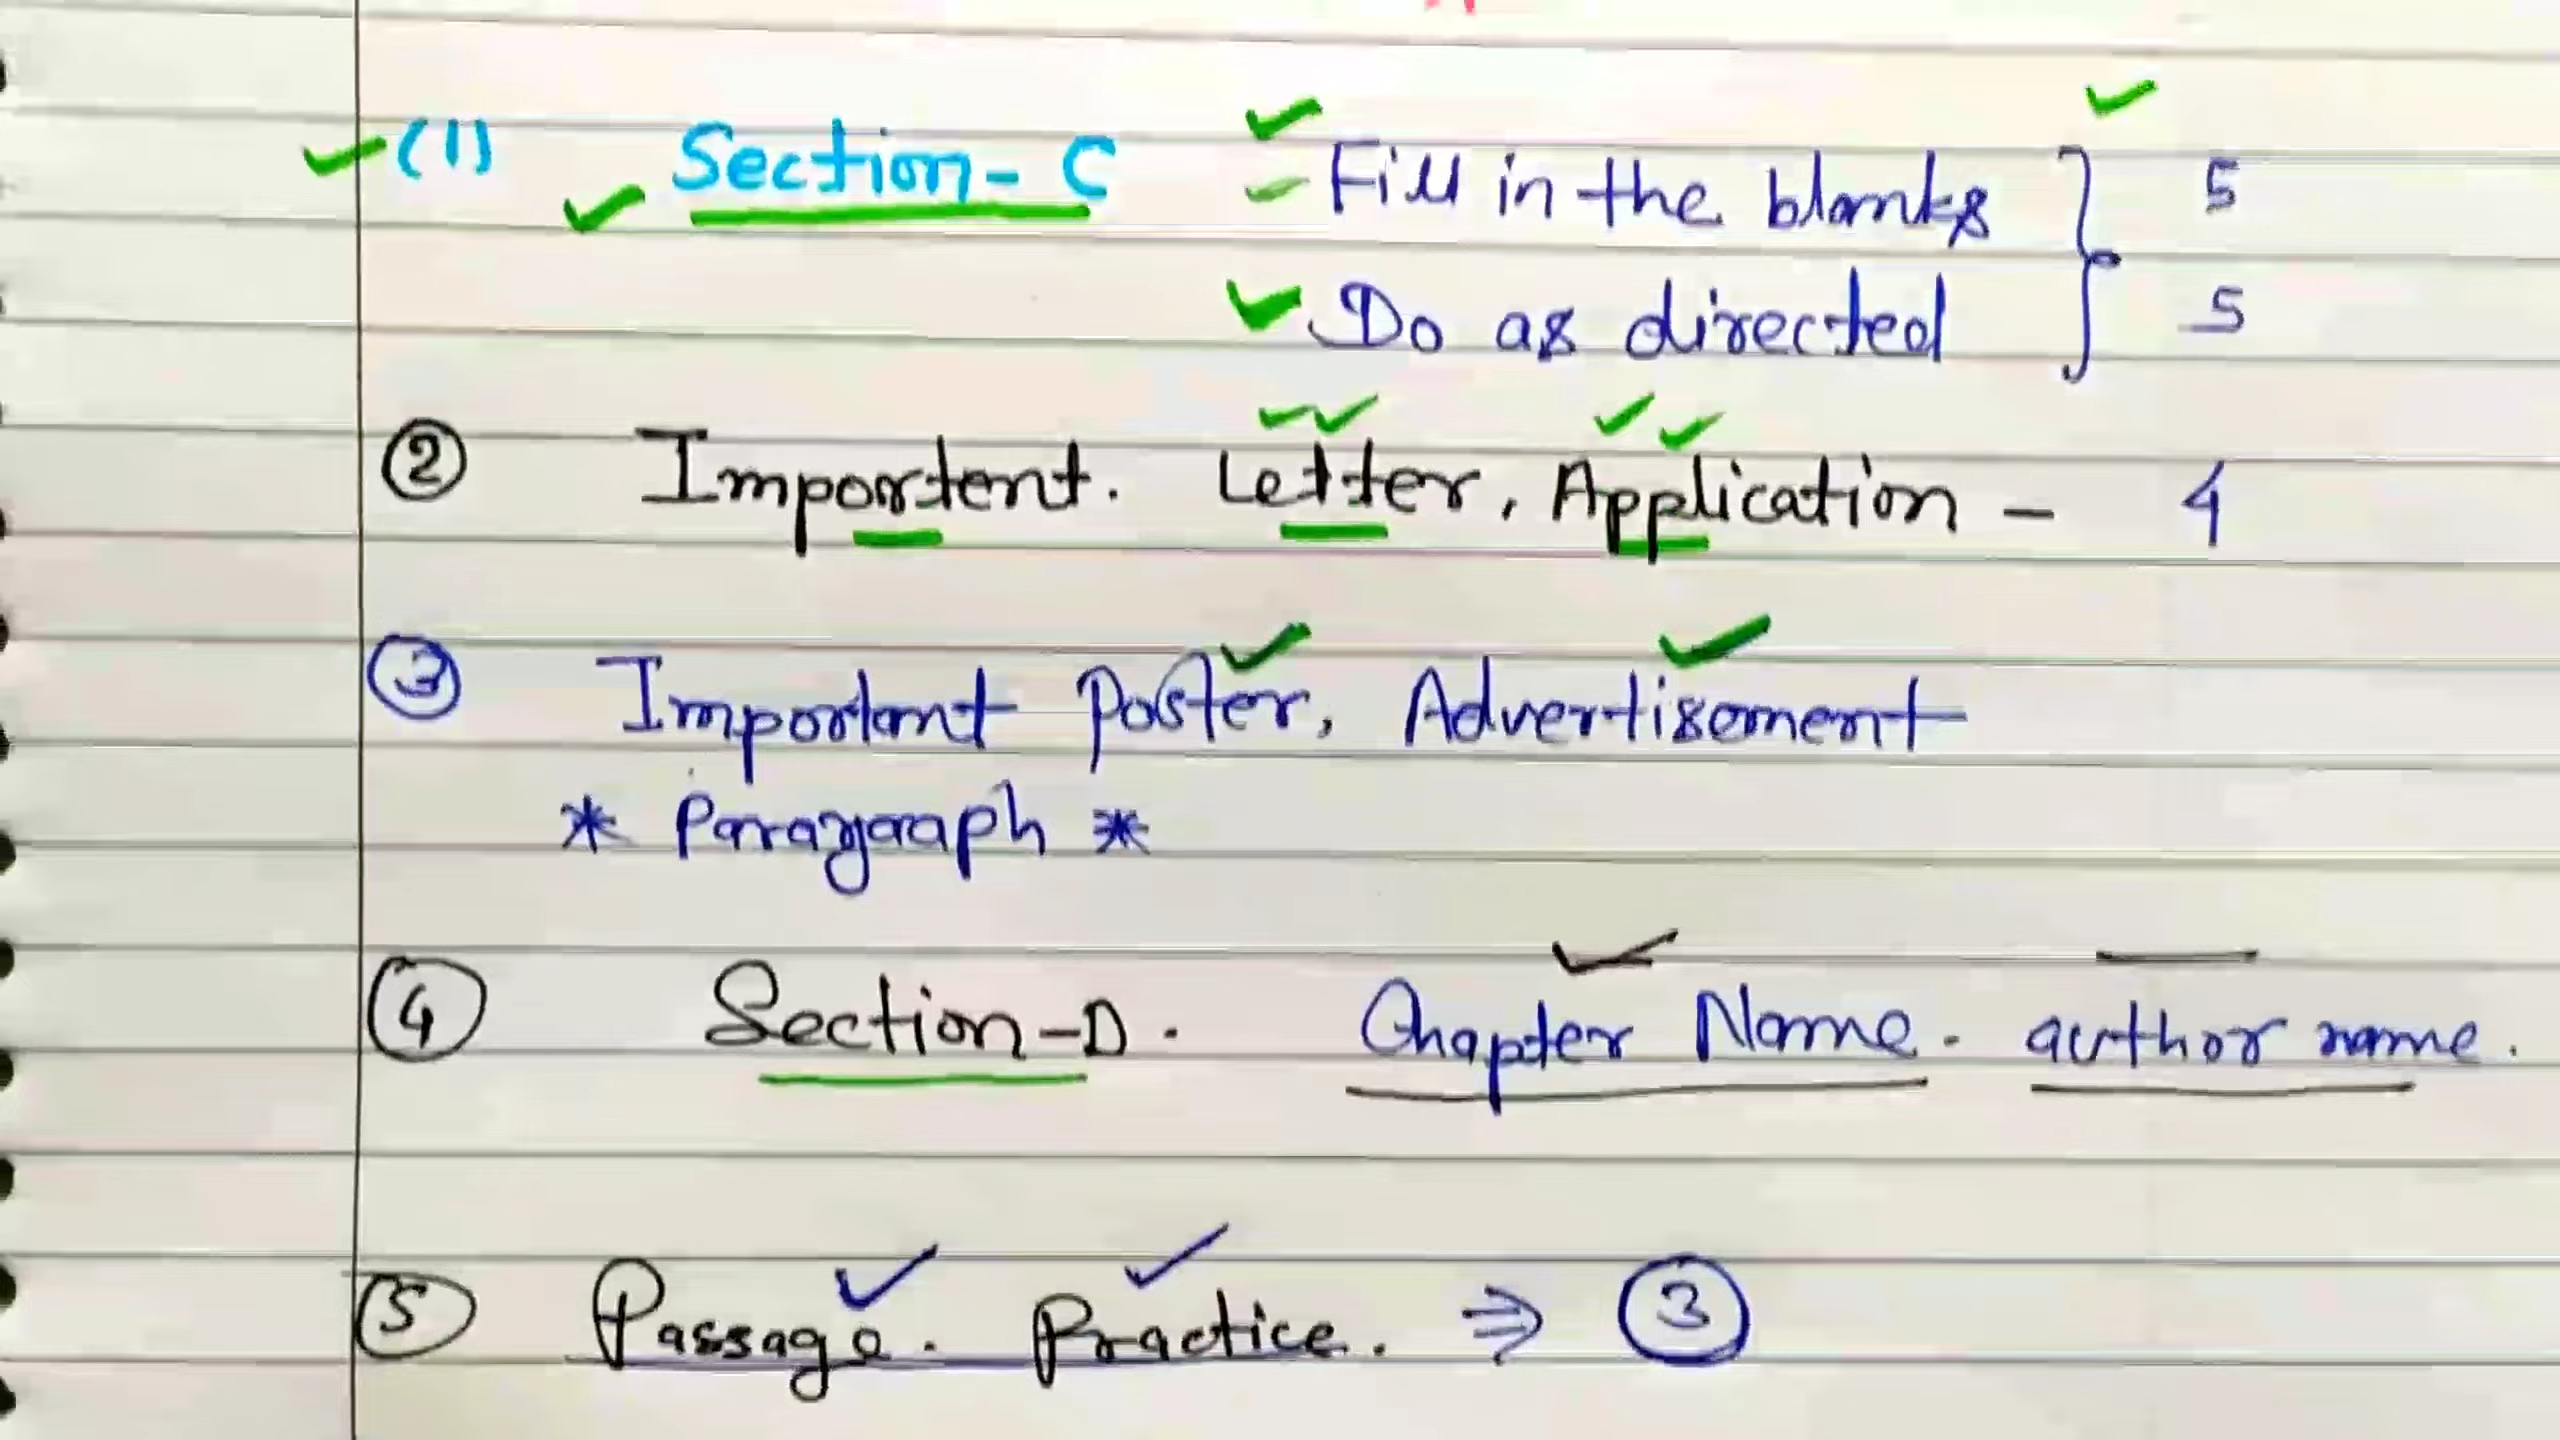 (1) Section - C Fill in the blanks } 5
Do as directed 5
② Importent. Letter, Application - 4
③ Important Poster, Advertisement
* Paragraph *
④ Section - D. Chapter Name. author name.
⑤ Passage. Practice. ⇒ ③